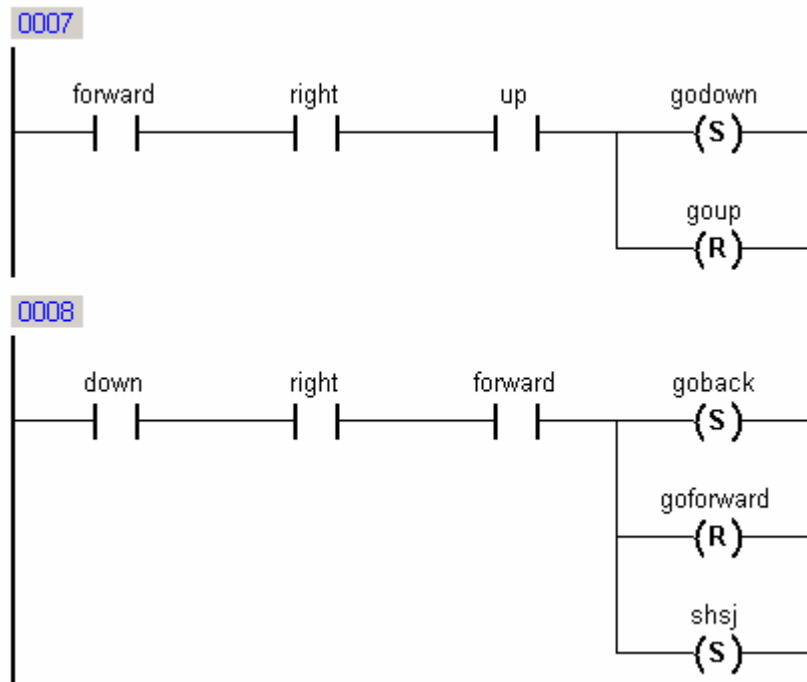 0007
forward right up godown
(S)
goup
(R)
0008
down right forward goback
(S)
goforward
(R)
shsj
(S)